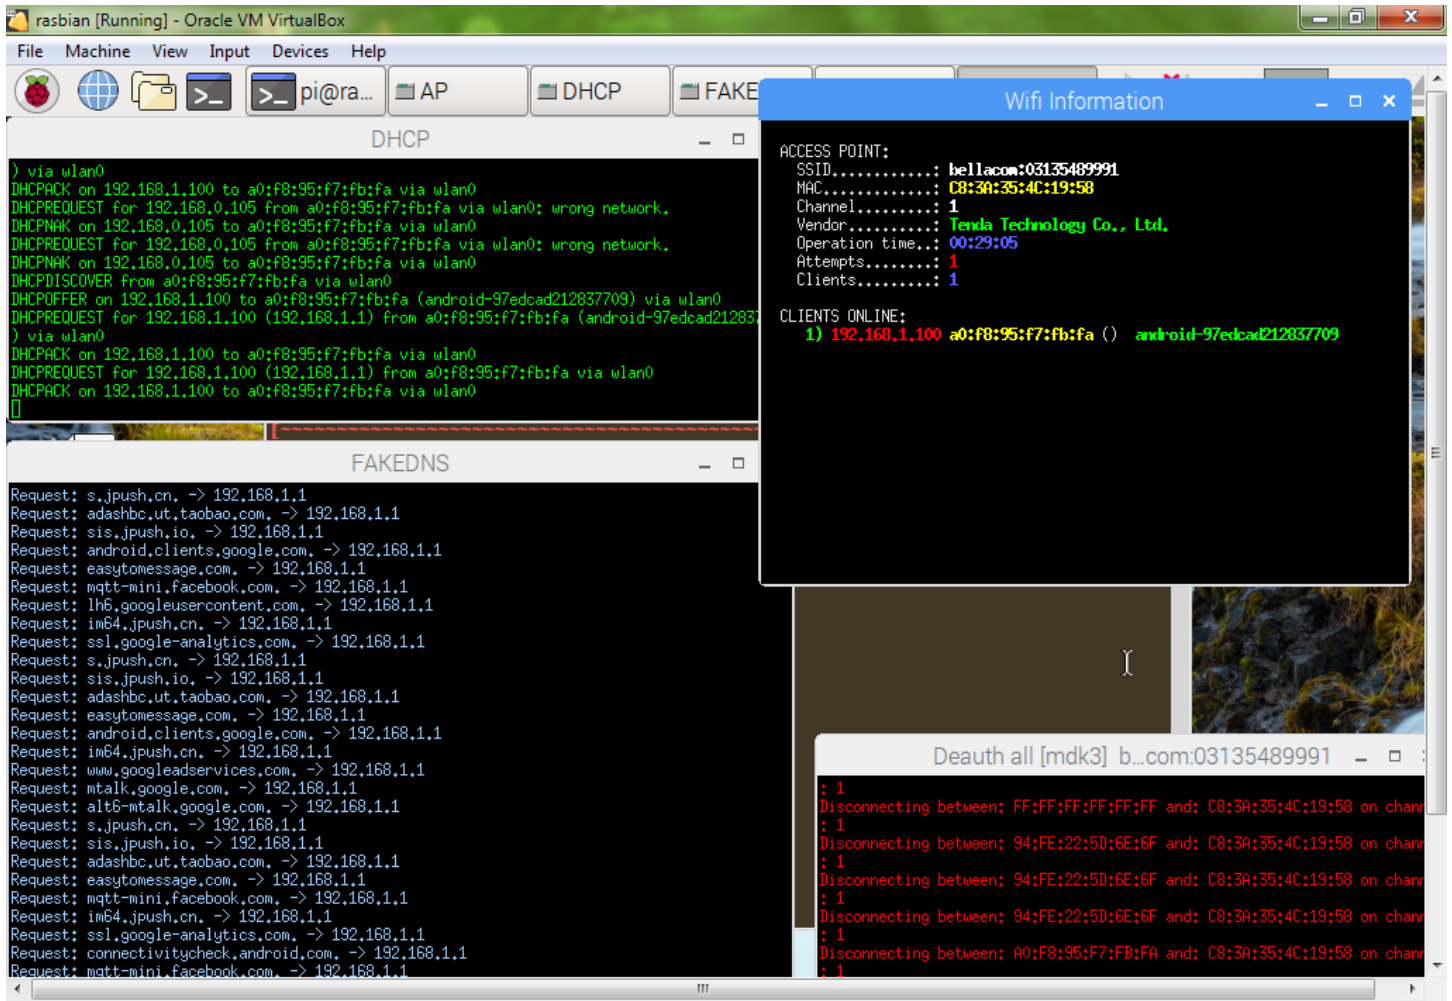 rasbian [Running] - Oracle VM VirtualBox
File Machine View Input Devices Help
pi@ra... AP DHCP FAKE
DHCP
) via wlan0
DHCPACK on 192.168.1.100 to a0:f8:95:f7:fb:fa via wlan0
DHCPREQUEST for 192.168.0.105 from a0:f8:95:f7:fb:fa via wlan0: wrong network.
DHCPNAK on 192.168.0.105 to a0:f8:95:f7:fb:fa via wlan0
DHCPREQUEST for 192.168.0.105 from a0:f8:95:f7:fb:fa via wlan0: wrong network.
DHCPNAK on 192.168.0.105 to a0:f8:95:f7:fb:fa via wlan0
DHCPDISCOVER from a0:f8:95:f7:fb:fa via wlan0
DHCPOFFER on 192.168.1.100 to a0:f8:95:f7:fb:fa (android-97edcad212837709) via wlan0
DHCPREQUEST for 192.168.1.100 (192.168.1.1) from a0:f8:95:f7:fb:fa (android-97edcad21283
) via wlan0
DHCPACK on 192.168.1.100 to a0:f8:95:f7:fb:fa via wlan0
DHCPREQUEST for 192.168.1.100 (192.168.1.1) from a0:f8:95:f7:fb:fa via wlan0
DHCPACK on 192.168.1.100 to a0:f8:95:f7:fb:fa via wlan0
Wifi Information
ACCESS POINT:
SSID............: bellacom:03135489991
MAC.............: C8:3A:35:4C:19:58
Channel.........: 1
Vendor..........: Tenda Technology Co., Ltd.
Operation time..: 00:29:05
Attempts........: 1
Clients.........: 1
CLIENTS ONLINE:
1) 192.168.1.100 a0:f8:95:f7:fb:fa () android-97edcad212837709
FAKEDNS
Request: s.jpush.cn. -> 192.168.1.1
Request: adashbc.ut.taobao.com. -> 192.168.1.1
Request: sis.jpush.io. -> 192.168.1.1
Request: android.clients.google.com. -> 192.168.1.1
Request: easytomessage.com. -> 192.168.1.1
Request: mqtt-mini.facebook.com. -> 192.168.1.1
Request: lh6.googleusercontent.com. -> 192.168.1.1
Request: im64.jpush.cn. -> 192.168.1.1
Request: ssl.google-analytics.com. -> 192.168.1.1
Request: s.jpush.cn. -> 192.168.1.1
Request: sis.jpush.io. -> 192.168.1.1
Request: adashbc.ut.taobao.com. -> 192.168.1.1
Request: easytomessage.com. -> 192.168.1.1
Request: android.clients.google.com. -> 192.168.1.1
Request: im64.jpush.cn. -> 192.168.1.1
Request: www.googleadservices.com. -> 192.168.1.1
Request: mtalk.google.com. -> 192.168.1.1
Request: alt6-mtalk.google.com. -> 192.168.1.1
Request: s.jpush.cn. -> 192.168.1.1
Request: sis.jpush.io. -> 192.168.1.1
Request: adashbc.ut.taobao.com. -> 192.168.1.1
Request: easytomessage.com. -> 192.168.1.1
Request: mqtt-mini.facebook.com. -> 192.168.1.1
Request: im64.jpush.cn. -> 192.168.1.1
Request: ssl.google-analytics.com. -> 192.168.1.1
Request: connectivitycheck.android.com. -> 192.168.1.1
Request: mqtt-mini.facebook.com. -> 192.168.1.1
Deauth all [mdk3] b...com:03135489991
: 1
Disconnecting between: FF:FF:FF:FF:FF:FF and: C8:3A:35:4C:19:58 on chann
: 1
Disconnecting between: 94:FE:22:5D:6E:6F and: C8:3A:35:4C:19:58 on chann
: 1
Disconnecting between: 94:FE:22:5D:6E:6F and: C8:3A:35:4C:19:58 on chann
: 1
Disconnecting between: 94:FE:22:5D:6E:6F and: C8:3A:35:4C:19:58 on chann
: 1
Disconnecting between: A0:F8:95:F7:FB:FA and: C8:3A:35:4C:19:58 on chann
: 1